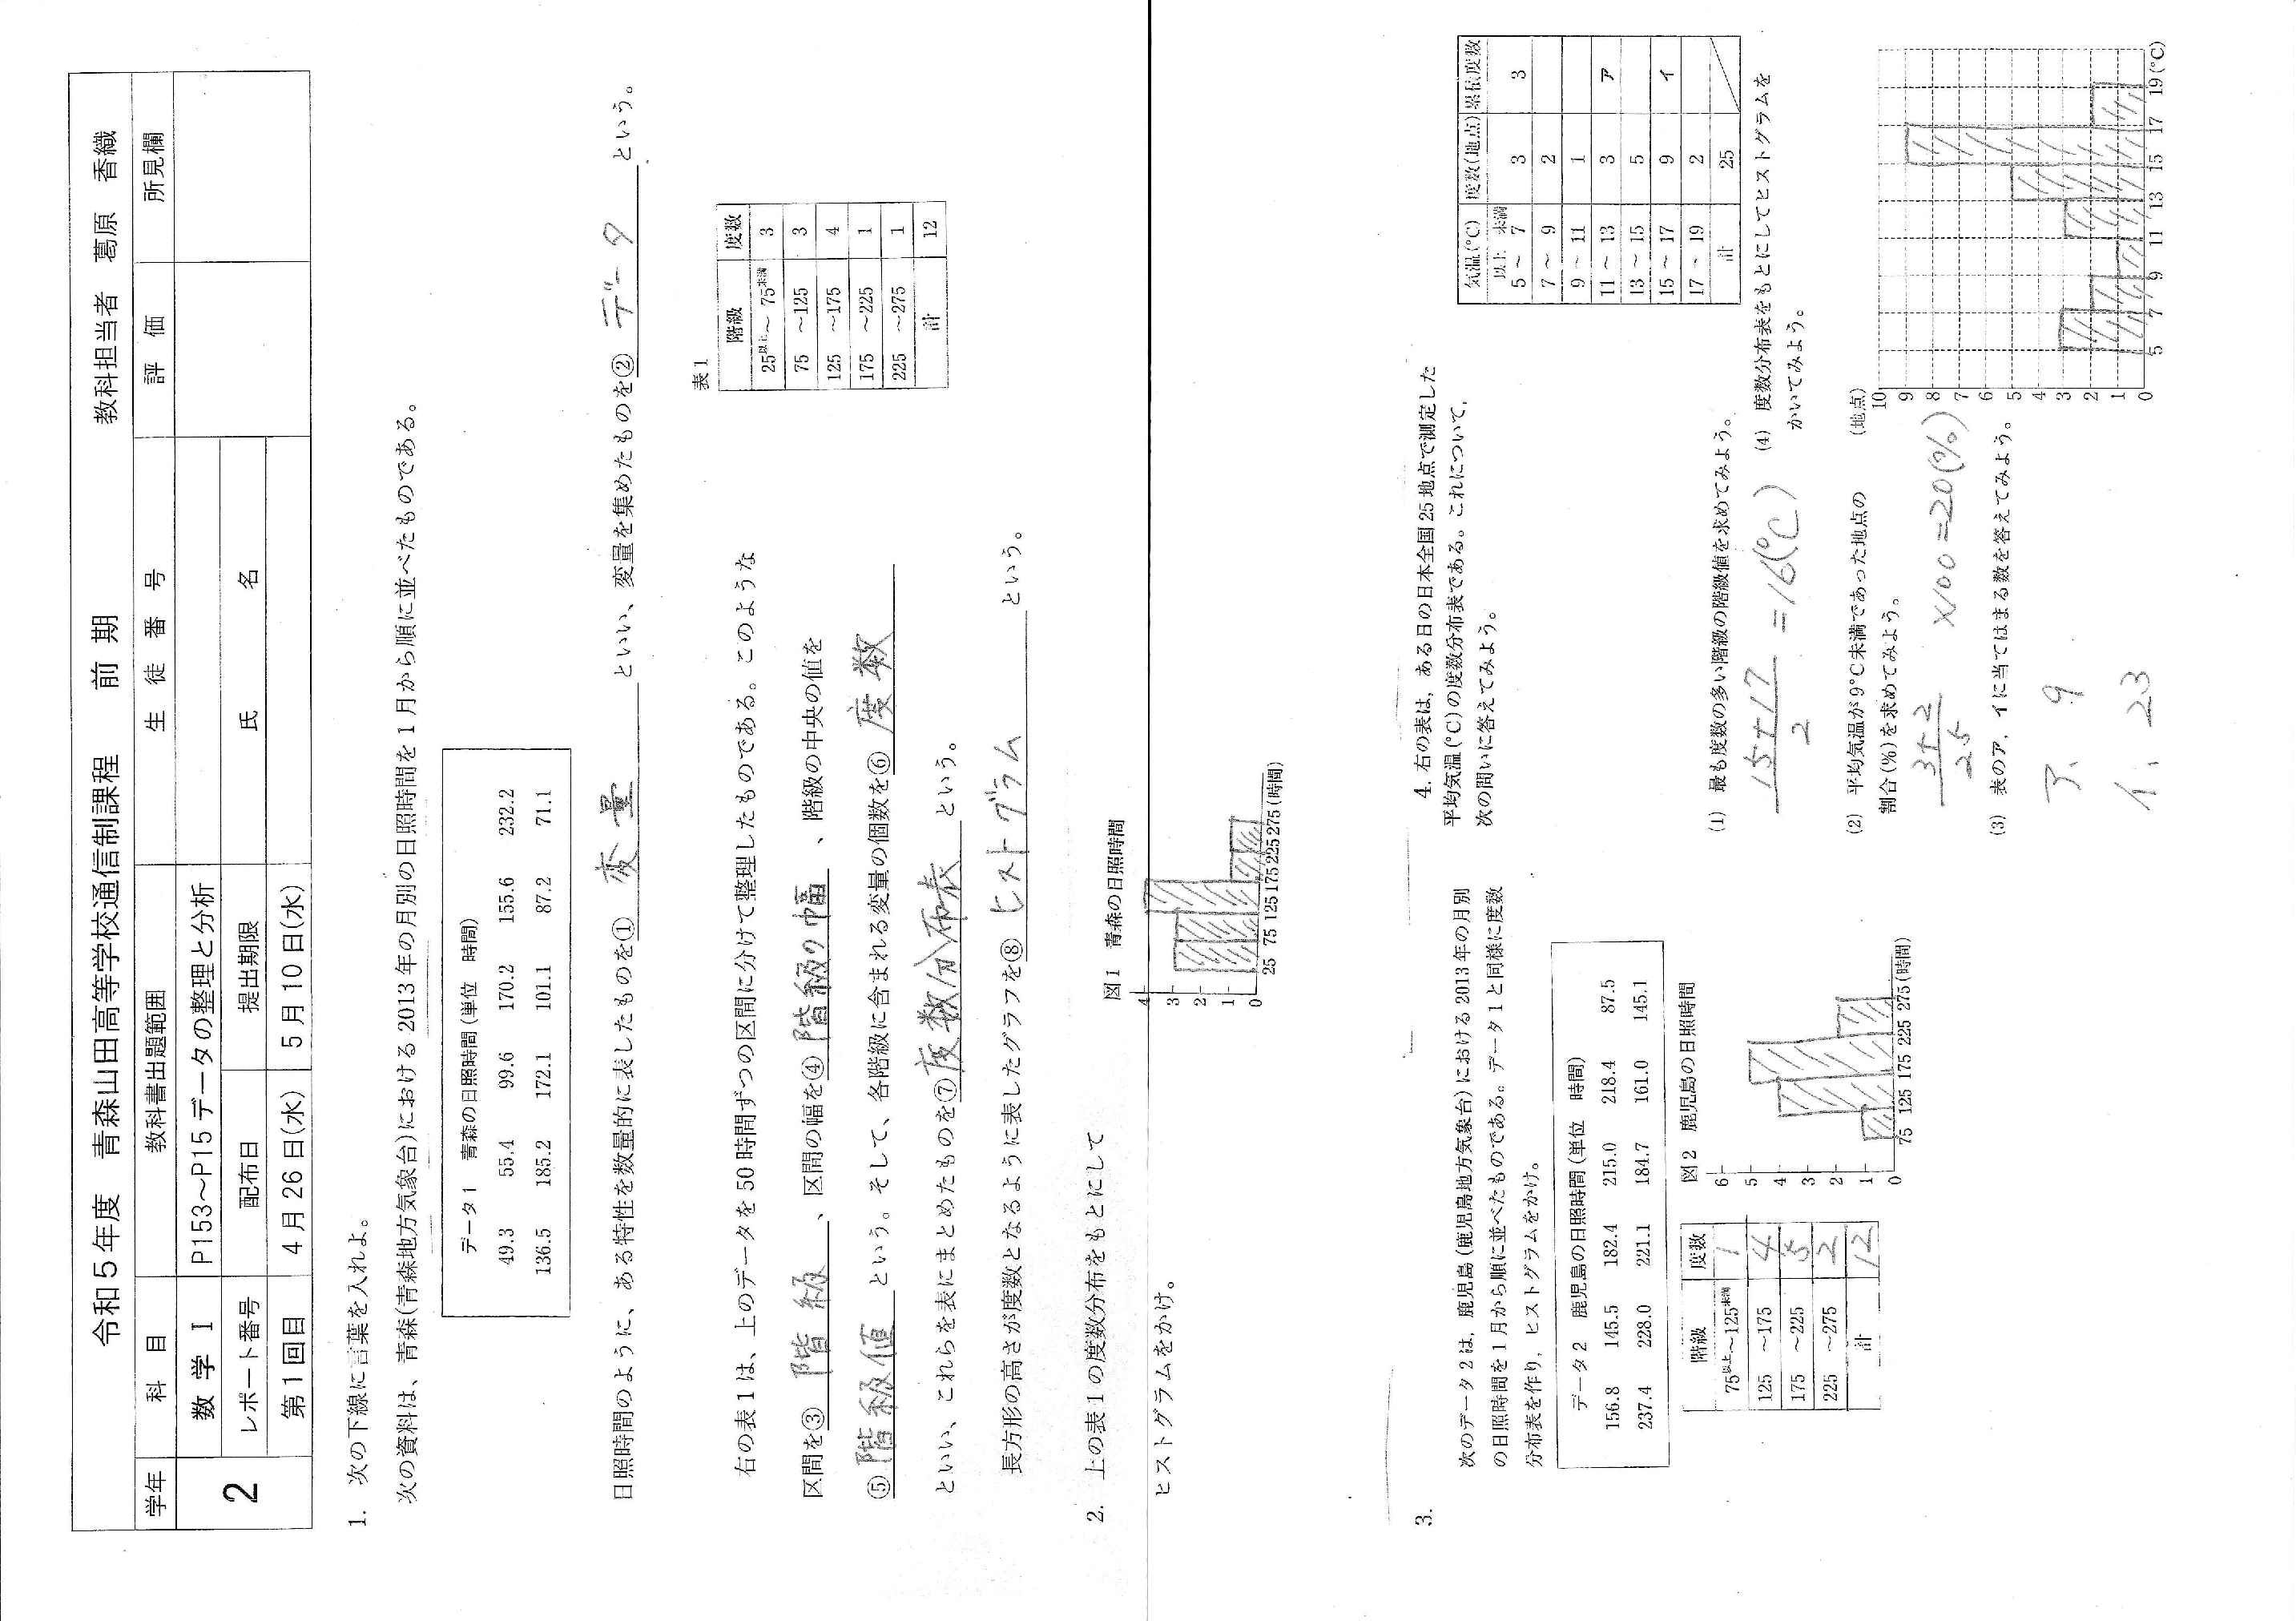 令和5年度 青森山田高等学校通信制課程 前期 教科担当者 葛原 香織
学年 科目 教科書出題範囲 生徒番号 評価 所見欄
2 数学Ⅰ P153～P15 データの整理と分析
レポート番号 配布日 提出期限 氏名
第1回目 4月26日(水) 5月10日(水)
1. 次の下線に言葉を入れよ。
次の資料は、青森(青森地方気象台)における2013年の月別の日照時間を1月から順に並べたものである。
データ1 青森の日照時間(単位 時間)
49.3 55.4 99.6 170.2 155.6 232.2
136.5 185.2 172.1 101.1 87.2 71.1
日照時間のように、ある特性を数量的に表したものを① 変量 といい、変量を集めたものを② データ という。
右の表1は、上のデータを50時間ずつの区間に分けて整理したものである。このような
区間を③ 階級 、区間の幅を④ 階級の幅 、階級の中央の値を
⑤ 階級値 という。そして、各階級に含まれる変量の個数を⑥ 度数
といい、これらを表にまとめたものを⑦ 度数分布表 という。
長方形の高さが度数となるように表したグラフを⑧ ヒストグラム という。
表1
階級 度数
25以上～75未満 3
75 ～125 3
125 ～175 4
175 ～225 1
225 ～275 1
計 12
2. 上の表1の度数分布をもとにして
ヒストグラムをかけ。
図1 青森の日照時間
4
3
2
1
0
25 75 125 175 225 275(時間)
3.
次のデータ2は，鹿児島(鹿児島地方気象台)における2013年の月別
の日照時間を1月から順に並べたものである。データ1と同様に度数
分布表を作り，ヒストグラムをかけ。
データ2 鹿児島の日照時間(単位 時間)
156.8 145.5 182.4 215.0 218.4 87.5
237.4 228.0 221.1 184.7 161.0 145.1
階級 度数
75以上～125未満 1
125 ～175 4
175 ～225 5
225 ～275 2
計 12
図2 鹿児島の日照時間
6
5
4
3
2
1
0
75 125 175 225 275(時間)
4. 右の表は，ある日の日本全国25地点で測定した
平均気温(℃)の度数分布表である。これについて，
次の問いに答えてみよう。
気温(℃) 度数(地点) 累積度数
以上 未満
5 ～ 7 3 3
7 ～ 9 2
9 ～ 11 1
11 ～ 13 3 ア
13 ～ 15 5
15 ～ 17 9 イ
17 ～ 19 2
計 25
(1) 最も度数の多い階級の階級値を求めてみよう。
15+17
2
=16(℃)
(2) 平均気温が9℃未満であった地点の
割合(%)を求めてみよう。
3+2
25
×100=20(%)
(3) 表のア，イに当てはまる数を答えてみよう。
ア、 9
イ、 23
(4) 度数分布表をもとにしてヒストグラムを
かいてみよう。
(地点)
10
9
8
7
6
5
4
3
2
1
0
5 7 9 11 13 15 17 19(℃)